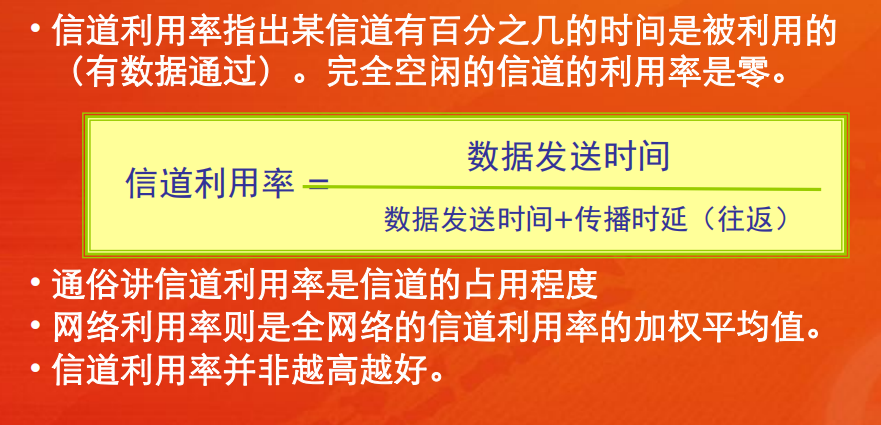 • 信道利用率指出某信道有百分之几的时间是被利用的
（有数据通过）。完全空闲的信道的利用率是零。
数据发送时间
信道利用率 =
数据发送时间+传播时延（往返）
• 通俗讲信道利用率是信道的占用程度
• 网络利用率则是全网络的信道利用率的加权平均值。
• 信道利用率并非越高越好。